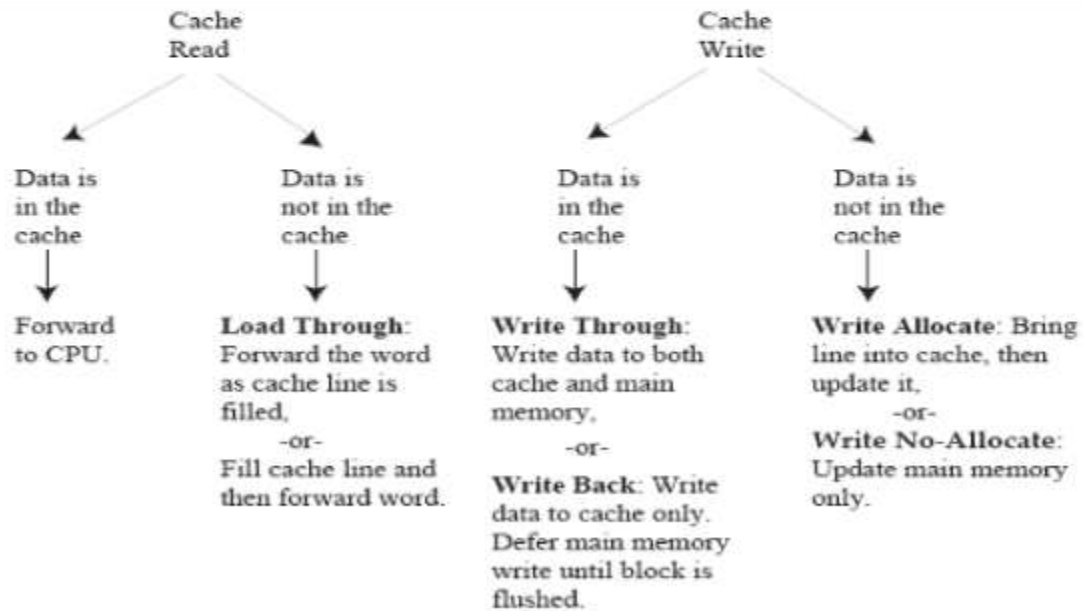 Cache
Read
Cache
Write
Data is
in the
cache
Data is
not in the
cache
Data is
in the
cache
Data is
not in the
cache
Forward
to CPU.
Load Through:
Forward the word
as cache line is
filled,
-or-
Fill cache line and
then forward word.
Write Through:
Write data to both
cache and main
memory,
-or-
Write Back: Write
data to cache only.
Defer main memory
write until block is
flushed.
Write Allocate: Bring
line into cache, then
update it,
-or-
Write No-Allocate:
Update main memory
only.